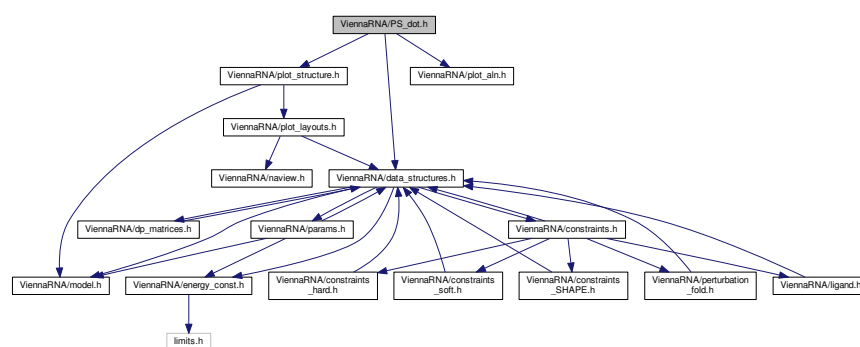 ViennaRNA/PS_dot.h
ViennaRNA/plot_structure.h
ViennaRNA/plot_aln.h
ViennaRNA/plot_layouts.h
ViennaRNA/naview.h
ViennaRNA/data_structures.h
ViennaRNA/dp_matrices.h
ViennaRNA/params.h
ViennaRNA/constraints.h
ViennaRNA/model.h
ViennaRNA/energy_const.h
ViennaRNA/constraints
_hard.h
ViennaRNA/constraints
_soft.h
ViennaRNA/constraints
_SHAPE.h
ViennaRNA/perturbation
_fold.h
ViennaRNA/ligand.h
limits.h